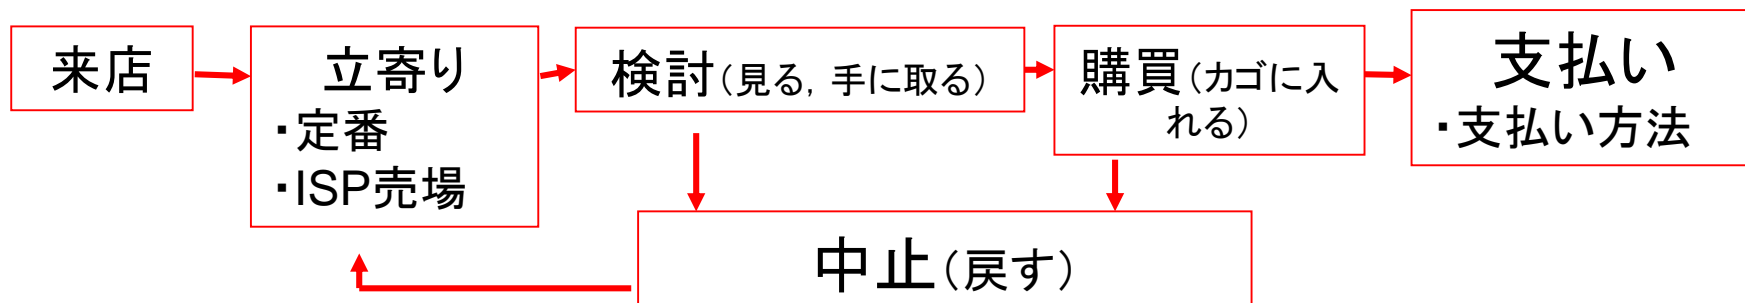 来店
立寄り
・定番
・ISP売場
検討(見る, 手に取る)
購買(カゴに入
れる)
支払い
・支払い方法
中止(戻す)